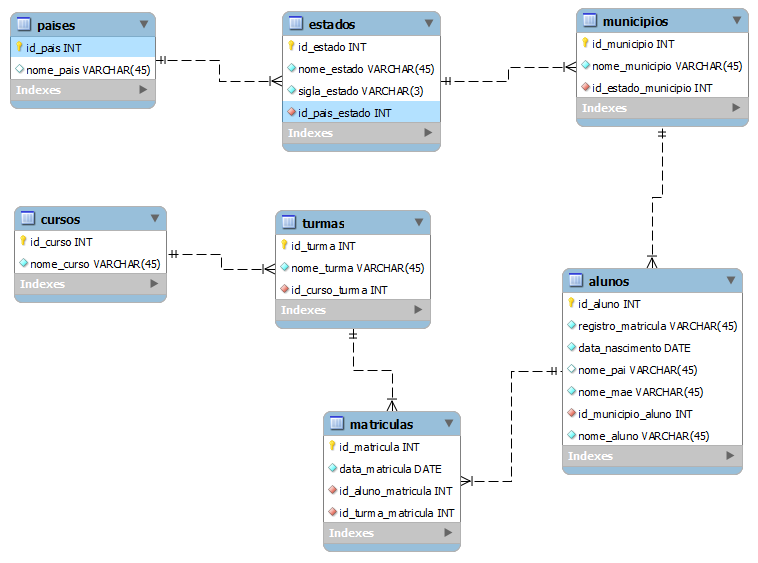 paises
id_pais INT
nome_pais VARCHAR(45)
Indexes
estados
id_estado INT
nome_estado VARCHAR(45)
sigla_estado VARCHAR(3)
id_pais_estado INT
Indexes
municipios
id_municipio INT
nome_municipio VARCHAR(45)
id_estado_municipio INT
Indexes
cursos
id_curso INT
nome_curso VARCHAR(45)
Indexes
turmas
id_turma INT
nome_turma VARCHAR(45)
id_curso_turma INT
Indexes
alunos
id_aluno INT
registro_matricula VARCHAR(45)
data_nascimento DATE
nome_pai VARCHAR(45)
nome_mae VARCHAR(45)
id_municipio_aluno INT
nome_aluno VARCHAR(45)
Indexes
matriculas
id_matricula INT
data_matricula DATE
id_aluno_matricula INT
id_turma_matricula INT
Indexes